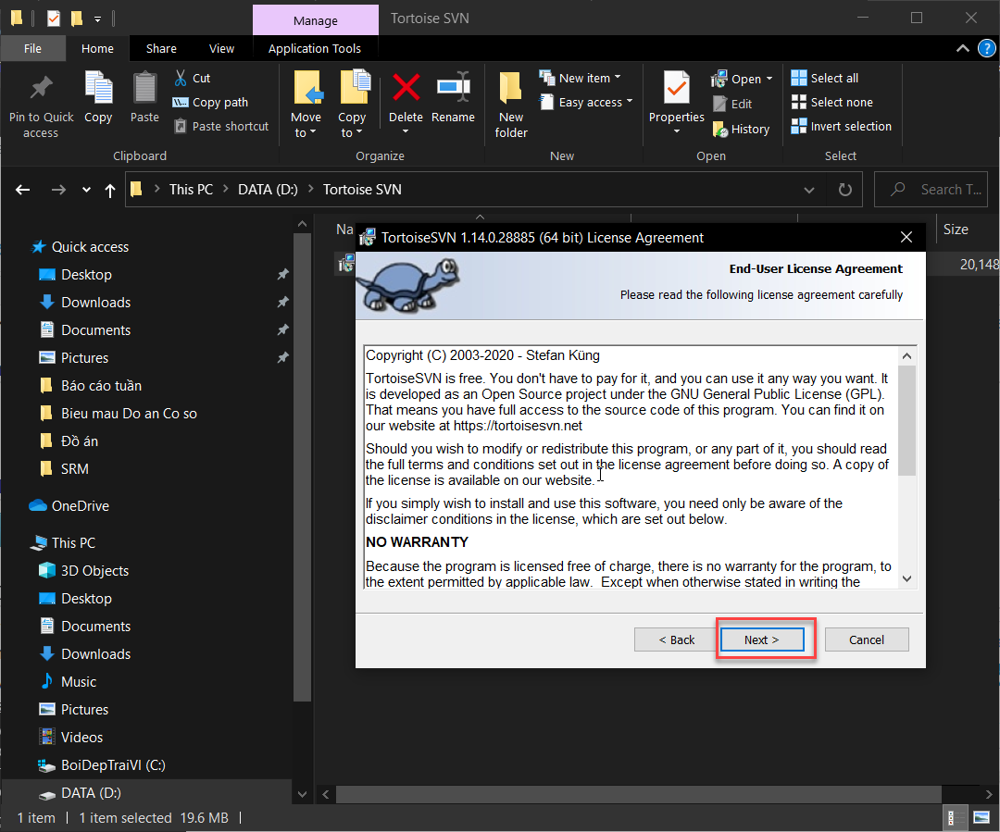 Manage
Tortoise SVN
File
Home
Share
View
Application Tools
?
Pin to Quick access
Copy
Paste
Cut
Copy path
Paste shortcut
Clipboard
Move to
Copy to
Delete
Rename
Organize
New folder
New item
Easy access
New
Properties
Open
Edit
History
Open
Select all
Select none
Invert selection
Select
This PC
DATA (D:)
Tortoise SVN
Search T...
Quick access
Desktop
Downloads
Documents
Pictures
Báo cáo tuần
Bieu mau Do an Co so
Đồ án
SRM
OneDrive
This PC
3D Objects
Desktop
Documents
Downloads
Music
Pictures
Videos
BoiDepTraiVl (C:)
DATA (D:)
Na
Size
20,148
TortoiseSVN 1.14.0.28885 (64 bit) License Agreement
End-User License Agreement
Please read the following license agreement carefully
Copyright (C) 2003-2020 - Stefan Küng
TortoiseSVN is free. You don't have to pay for it, and you can use it any way you want. It
is developed as an Open Source project under the GNU General Public License (GPL).
That means you have full access to the source code of this program. You can find it on
our website at https://tortoisesvn.net
Should you wish to modify or redistribute this program, or any part of it, you should read
the full terms and conditions set out in the license agreement before doing so. A copy of
the license is available on our website.
If you simply wish to install and use this software, you need only be aware of the
disclaimer conditions in the license, which are set out below.
NO WARRANTY
Because the program is licensed free of charge, there is no warranty for the program, to
the extent permitted by applicable law.  Except when otherwise stated in writing the
< Back
Next >
Cancel
1 item
1 item selected
19.6 MB